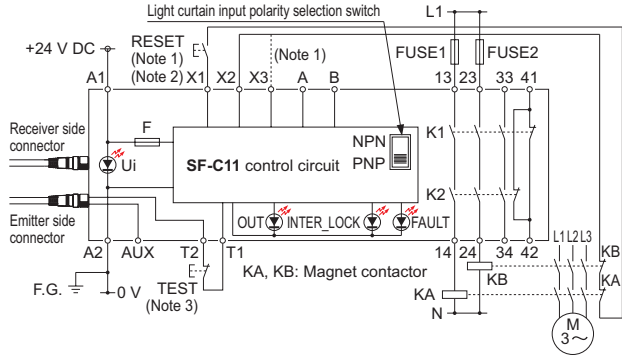 Light curtain input polarity selection switch
L1
+24 V DC
RESET
(Note 1)
(Note 2)
(Note 1)
FUSE1
FUSE2
A1
X1
X2
X3
A
B
13
23
33
41
Receiver side
connector
F
Ui
SF-C11 control circuit
NPN
PNP
K1
K2
Emitter side
connector
OUT
INTER_LOCK
FAULT
A2
AUX
T2
T1
14
24
34
42
L1
L2
L3
KA, KB: Magnet contactor
KB
KB
KA
F.G.
0 V
TEST
(Note 3)
KA
N
M
3~